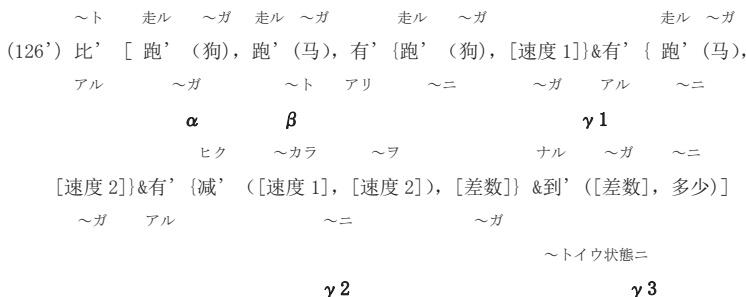 ～ト 走ル ～ガ 走ル ～ガ 走ル ～ガ 走ル ～ガ
(126’) 比’ [ 跑’（狗), 跑’(马), 有’{跑’（狗), [速度 1]}&有’{ 跑’(马),
アル ～ガ ～ト アリ ～ニ ～ガ アル ～ニ
α β γ1
ヒク ～カラ ～ヲ ナル ～ガ ～ニ
[速度 2]}&有’{减’（[速度 1], [速度 2]), [差数]} &到’([差数], 多少)]
～ガ アル ～ニ ～ガ
～トイウ状態ニ
γ2 γ3